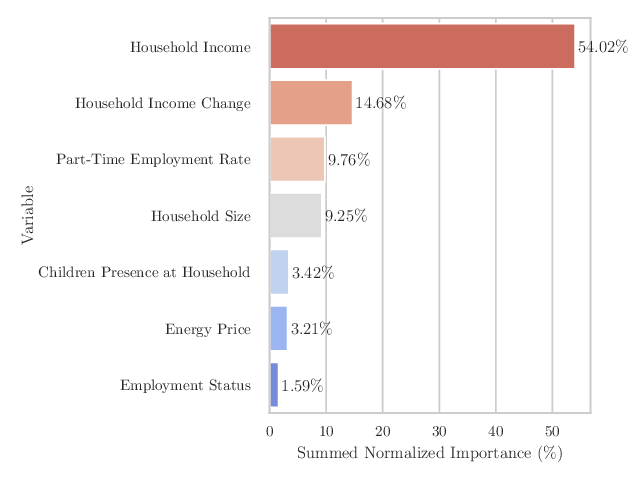 Household Income
54.02%
Household Income Change
14.68%
Part-Time Employment Rate
9.76%
Household Size
9.25%
Children Presence at Household
3.42%
Energy Price
3.21%
Employment Status
1.59%
Variable
0 10 20 30 40 50
Summed Normalized Importance (%)